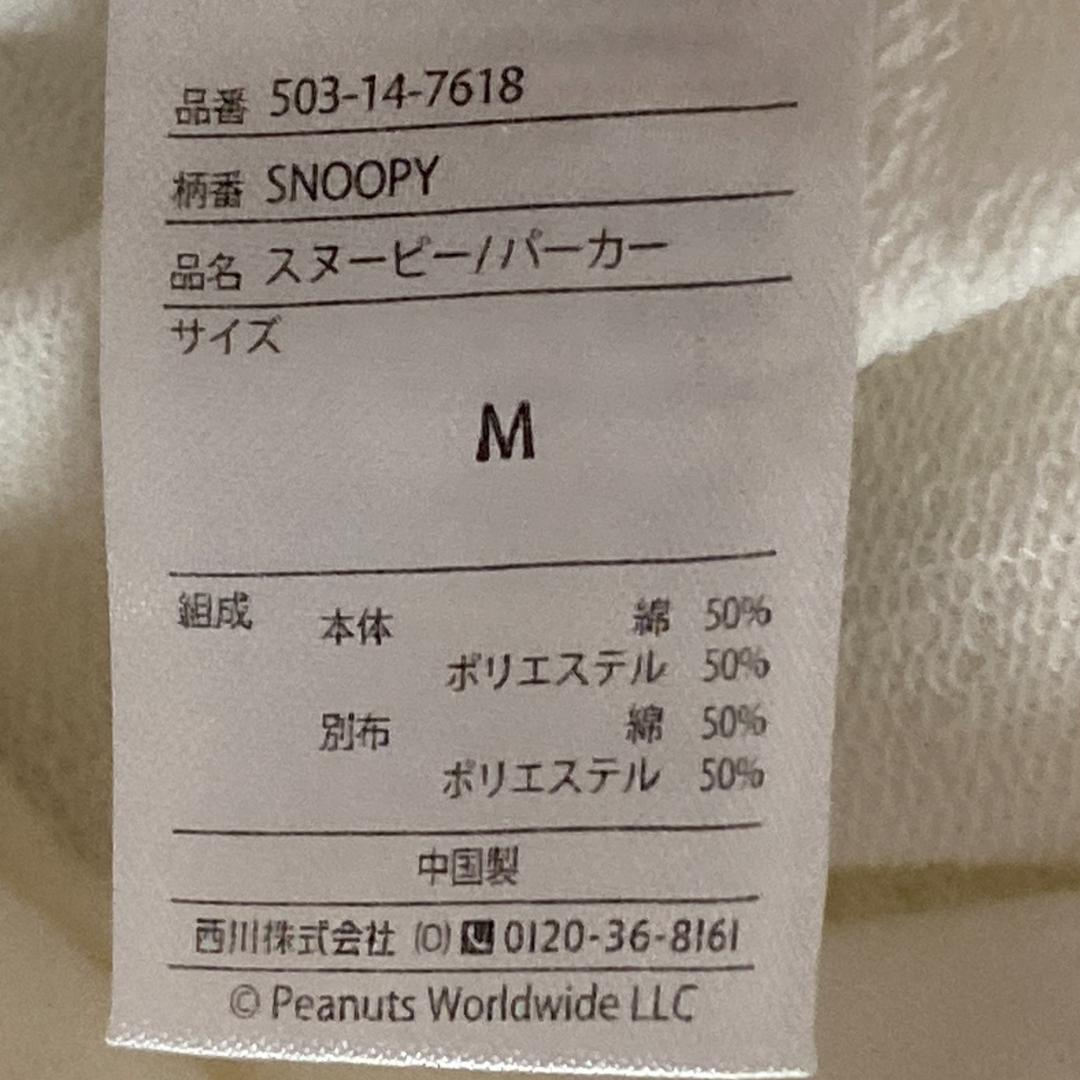 品番 503-14-7618
柄番 SNOOPY
品名 スヌーピー/パーカー
サイズ
M
組成 本体 綿 50%
ポリエステル 50%
別布 綿 50%
ポリエステル 50%
中国製
西川株式会社 (O) 0120-36-8161
© Peanuts Worldwide LLC